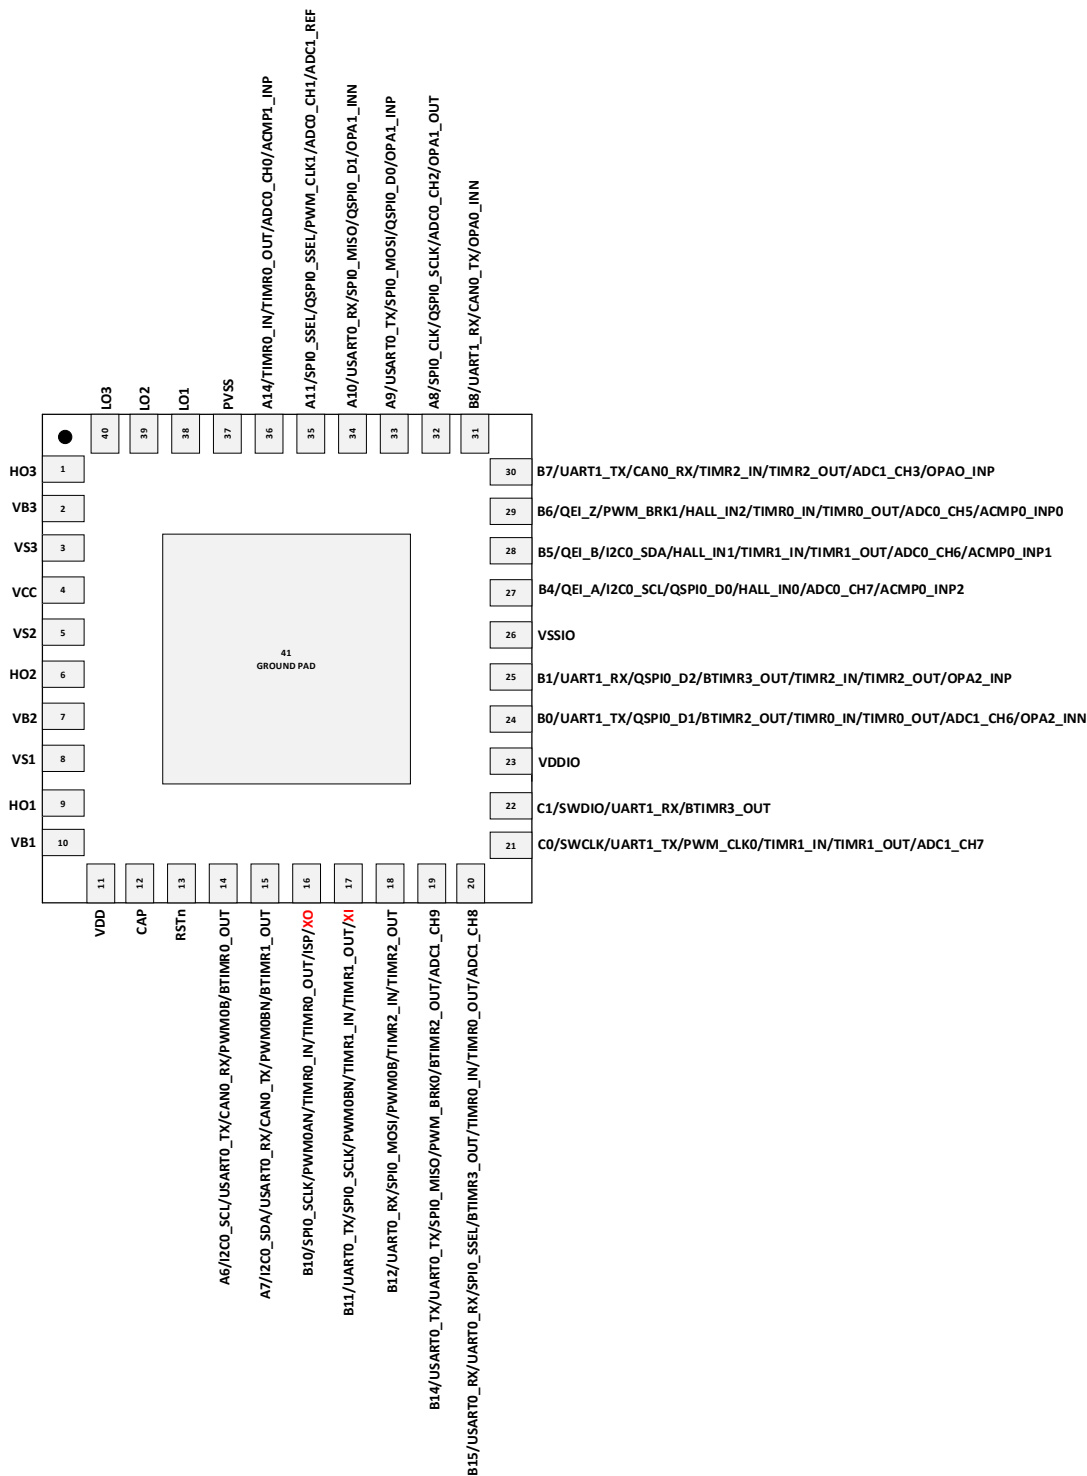 LO3
LO2
LO1
PVSS
A14/TIMR0_IN/TIMR0_OUT/ADC0_CH0/ACMP1_INP
A11/SPI0_SSEL/QSPI0_SSEL/PWM_CLK1/ADC0_CH1/ADC1_REF
A10/USART0_RX/SPI0_MISO/QSPI0_D1/OPA1_INN
A9/USART0_TX/SPI0_MOSI/QSPI0_D0/OPA1_INP
A8/SPI0_CLK/QSPI0_SCLK/ADC0_CH2/OPA1_OUT
B8/UART1_RX/CAN0_TX/OPA0_INN
40
39
38
37
36
35
34
33
32
31
HO3 1
VB3 2
VS3 3
VCC 4
VS2 5
HO2 6
VB2 7
VS1 8
HO1 9
VB1 10
41
GROUND PAD
30 B7/UART1_TX/CAN0_RX/TIMR2_IN/TIMR2_OUT/ADC1_CH3/OPAO_INP
29 B6/QEI_Z/PWM_BRK1/HALL_IN2/TIMR0_IN/TIMR0_OUT/ADC0_CH5/ACMP0_INP0
28 B5/QEI_B/I2C0_SDA/HALL_IN1/TIMR1_IN/TIMR1_OUT/ADC0_CH6/ACMP0_INP1
27 B4/QEI_A/I2C0_SCL/QSPI0_D0/HALL_IN0/ADC0_CH7/ACMP0_INP2
26 VSSIO
25 B1/UART1_RX/QSPI0_D2/BTIMR3_OUT/TIMR2_IN/TIMR2_OUT/OPA2_INP
24 B0/UART1_TX/QSPI0_D1/BTIMR2_OUT/TIMR0_IN/TIMR0_OUT/ADC1_CH6/OPA2_INN
23 VDDIO
22 C1/SWDIO/UART1_RX/BTIMR3_OUT
21 C0/SWCLK/UART1_TX/PWM_CLK0/TIMR1_IN/TIMR1_OUT/ADC1_CH7
11
12
13
14
15
16
17
18
19
20
VDD
CAP
RSTn
A6/I2C0_SCL/USART0_TX/CAN0_RX/PWM0B/BTIMR0_OUT
A7/I2C0_SDA/USART0_RX/CAN0_TX/PWM0BN/BTIMR1_OUT
B10/SPI0_SCLK/PWM0AN/TIMR0_IN/TIMR0_OUT/ISP/XO
B11/UART0_TX/SPI0_SCLK/PWM0BN/TIMR1_IN/TIMR1_OUT/XI
B12/UART0_RX/SPI0_MOSI/PWM0B/TIMR2_IN/TIMR2_OUT
B14/USART0_TX/UART0_TX/SPI0_MISO/PWM_BRK0/BTIMR2_OUT/ADC1_CH9
B15/USART0_RX/UART0_RX/SPI0_SSEL/BTIMR3_OUT/TIMR0_IN/TIMR0_OUT/ADC1_CH8